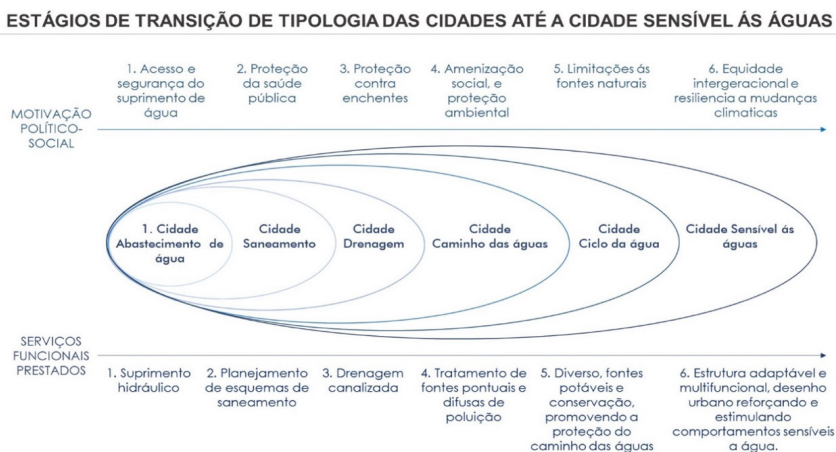 ESTÁGIOS DE TRANSIÇÃO DE TIPOLOGIA DAS CIDADES ATÉ A CIDADE SENSÍVEL ÁS ÁGUAS
MOTIVAÇÃO
POLÍTICO-
SOCIAL
1. Acesso e
segurança do
suprimento de
água
2. Proteção
da saúde
pública
3. Proteção
contra
enchentes
4. Amenização
social, e
proteção
ambiental
5. Limitações ás
fontes naturais
6. Equidade
intergeracional e
resiliencia a mudanças
climaticas
1. Cidade
Abastecimento de
água
Cidade
Saneamento
Cidade
Drenagem
Cidade
Caminho das águas
Cidade
Ciclo da água
Cidade Sensível ás
águas
SERVIÇOS
FUNCIONAIS
PRESTADOS
1. Suprimento
hidráulico
2. Planejamento
de esquemas de
saneamento
3. Drenagem
canalizada
4. Tratamento de
fontes pontuais e
difusas de
poluição
5. Diverso, fontes
potáveis e
conservação,
promovendo a
proteção do
caminho das águas
6. Estrutura adaptável e
multifuncional, desenho
urbano reforçando e
estimulando
comportamentos sensíveis
a água.